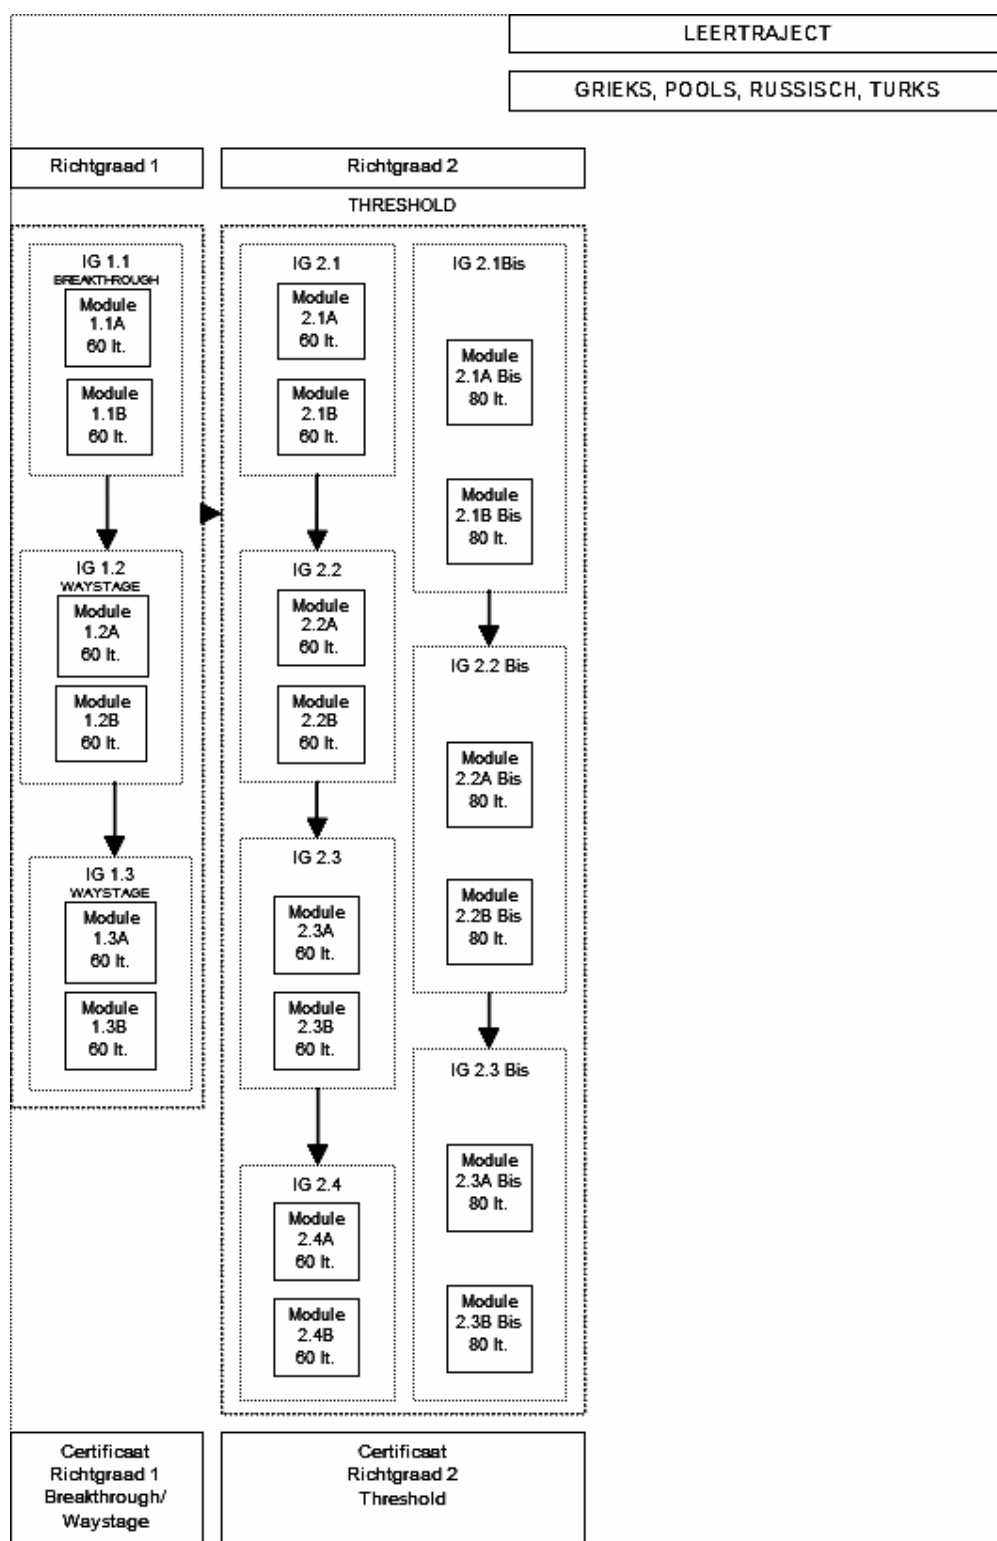 LEERTRAJECT
GRIEKS, POOLS, RUSSISCH, TURKS
Richtgraad 1
Richtgraad 2
THRESHOLD
IG 1.1
BREAKTHROUGH
Module
1.1A
60 lt.
Module
1.1B
60 lt.
IG 1.2
WAYSTAGE
Module
1.2A
60 lt.
Module
1.2B
60 lt.
IG 1.3
WAYSTAGE
Module
1.3A
60 lt.
Module
1.3B
60 lt.
IG 2.1
Module
2.1A
60 lt.
Module
2.1B
60 lt.
IG 2.2
Module
2.2A
60 lt.
Module
2.2B
60 lt.
IG 2.3
Module
2.3A
60 lt.
Module
2.3B
60 lt.
IG 2.4
Module
2.4A
60 lt.
Module
2.4B
60 lt.
IG 2.1Bis
Module
2.1A Bis
80 lt.
Module
2.1B Bis
80 lt.
IG 2.2 Bis
Module
2.2A Bis
80 lt.
Module
2.2B Bis
80 lt.
IG 2.3 Bis
Module
2.3A Bis
80 lt.
Module
2.3B Bis
80 lt.
Certificaat
Richtgraad 1
Breakthrough/
Waystage
Certificaat
Richtgraad 2
Threshold